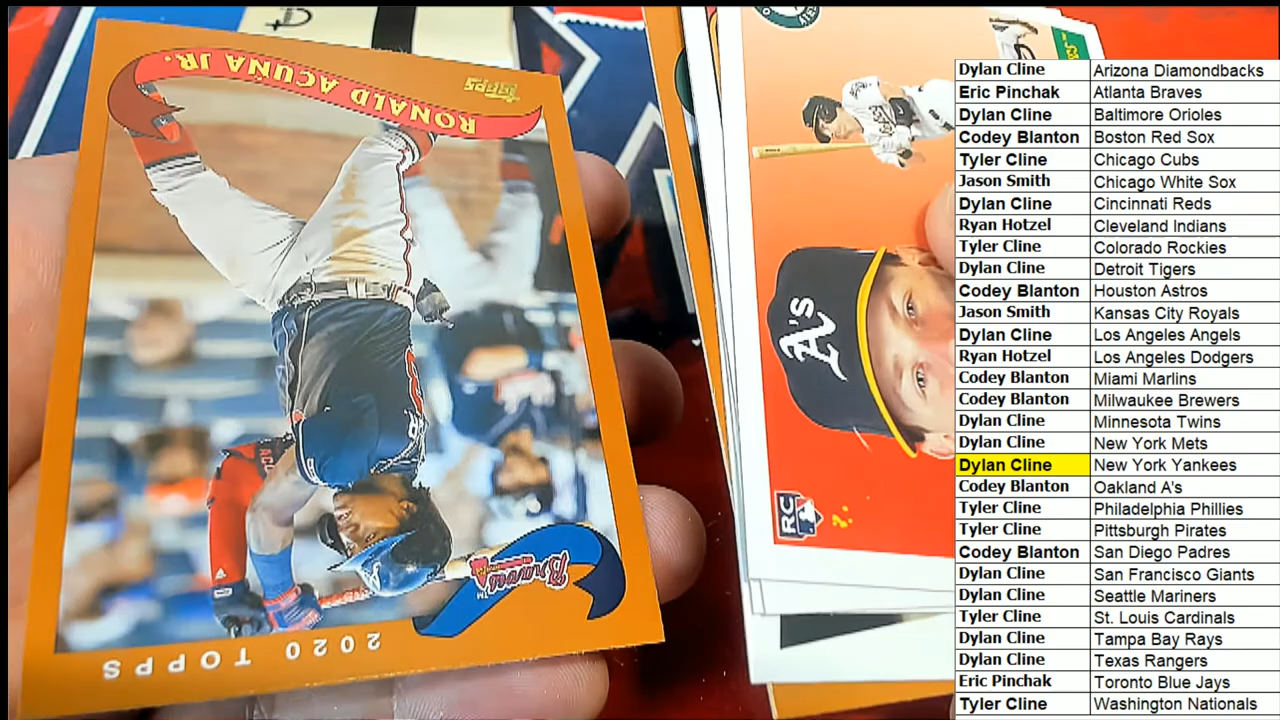 RONALD ACUNA JR.
TOPPS
Braves
2020 TOPPS
A's
RC
Dylan Cline Arizona Diamondbacks
Eric Pinchak Atlanta Braves
Dylan Cline Baltimore Orioles
Codey Blanton Boston Red Sox
Tyler Cline Chicago Cubs
Jason Smith Chicago White Sox
Dylan Cline Cincinnati Reds
Ryan Hotzel Cleveland Indians
Tyler Cline Colorado Rockies
Dylan Cline Detroit Tigers
Codey Blanton Houston Astros
Jason Smith Kansas City Royals
Dylan Cline Los Angeles Angels
Ryan Hotzel Los Angeles Dodgers
Codey Blanton Miami Marlins
Codey Blanton Milwaukee Brewers
Dylan Cline Minnesota Twins
Dylan Cline New York Mets
Dylan Cline New York Yankees
Codey Blanton Oakland A's
Tyler Cline Philadelphia Phillies
Tyler Cline Pittsburgh Pirates
Codey Blanton San Diego Padres
Dylan Cline San Francisco Giants
Dylan Cline Seattle Mariners
Tyler Cline St. Louis Cardinals
Dylan Cline Tampa Bay Rays
Dylan Cline Texas Rangers
Eric Pinchak Toronto Blue Jays
Tyler Cline Washington Nationals